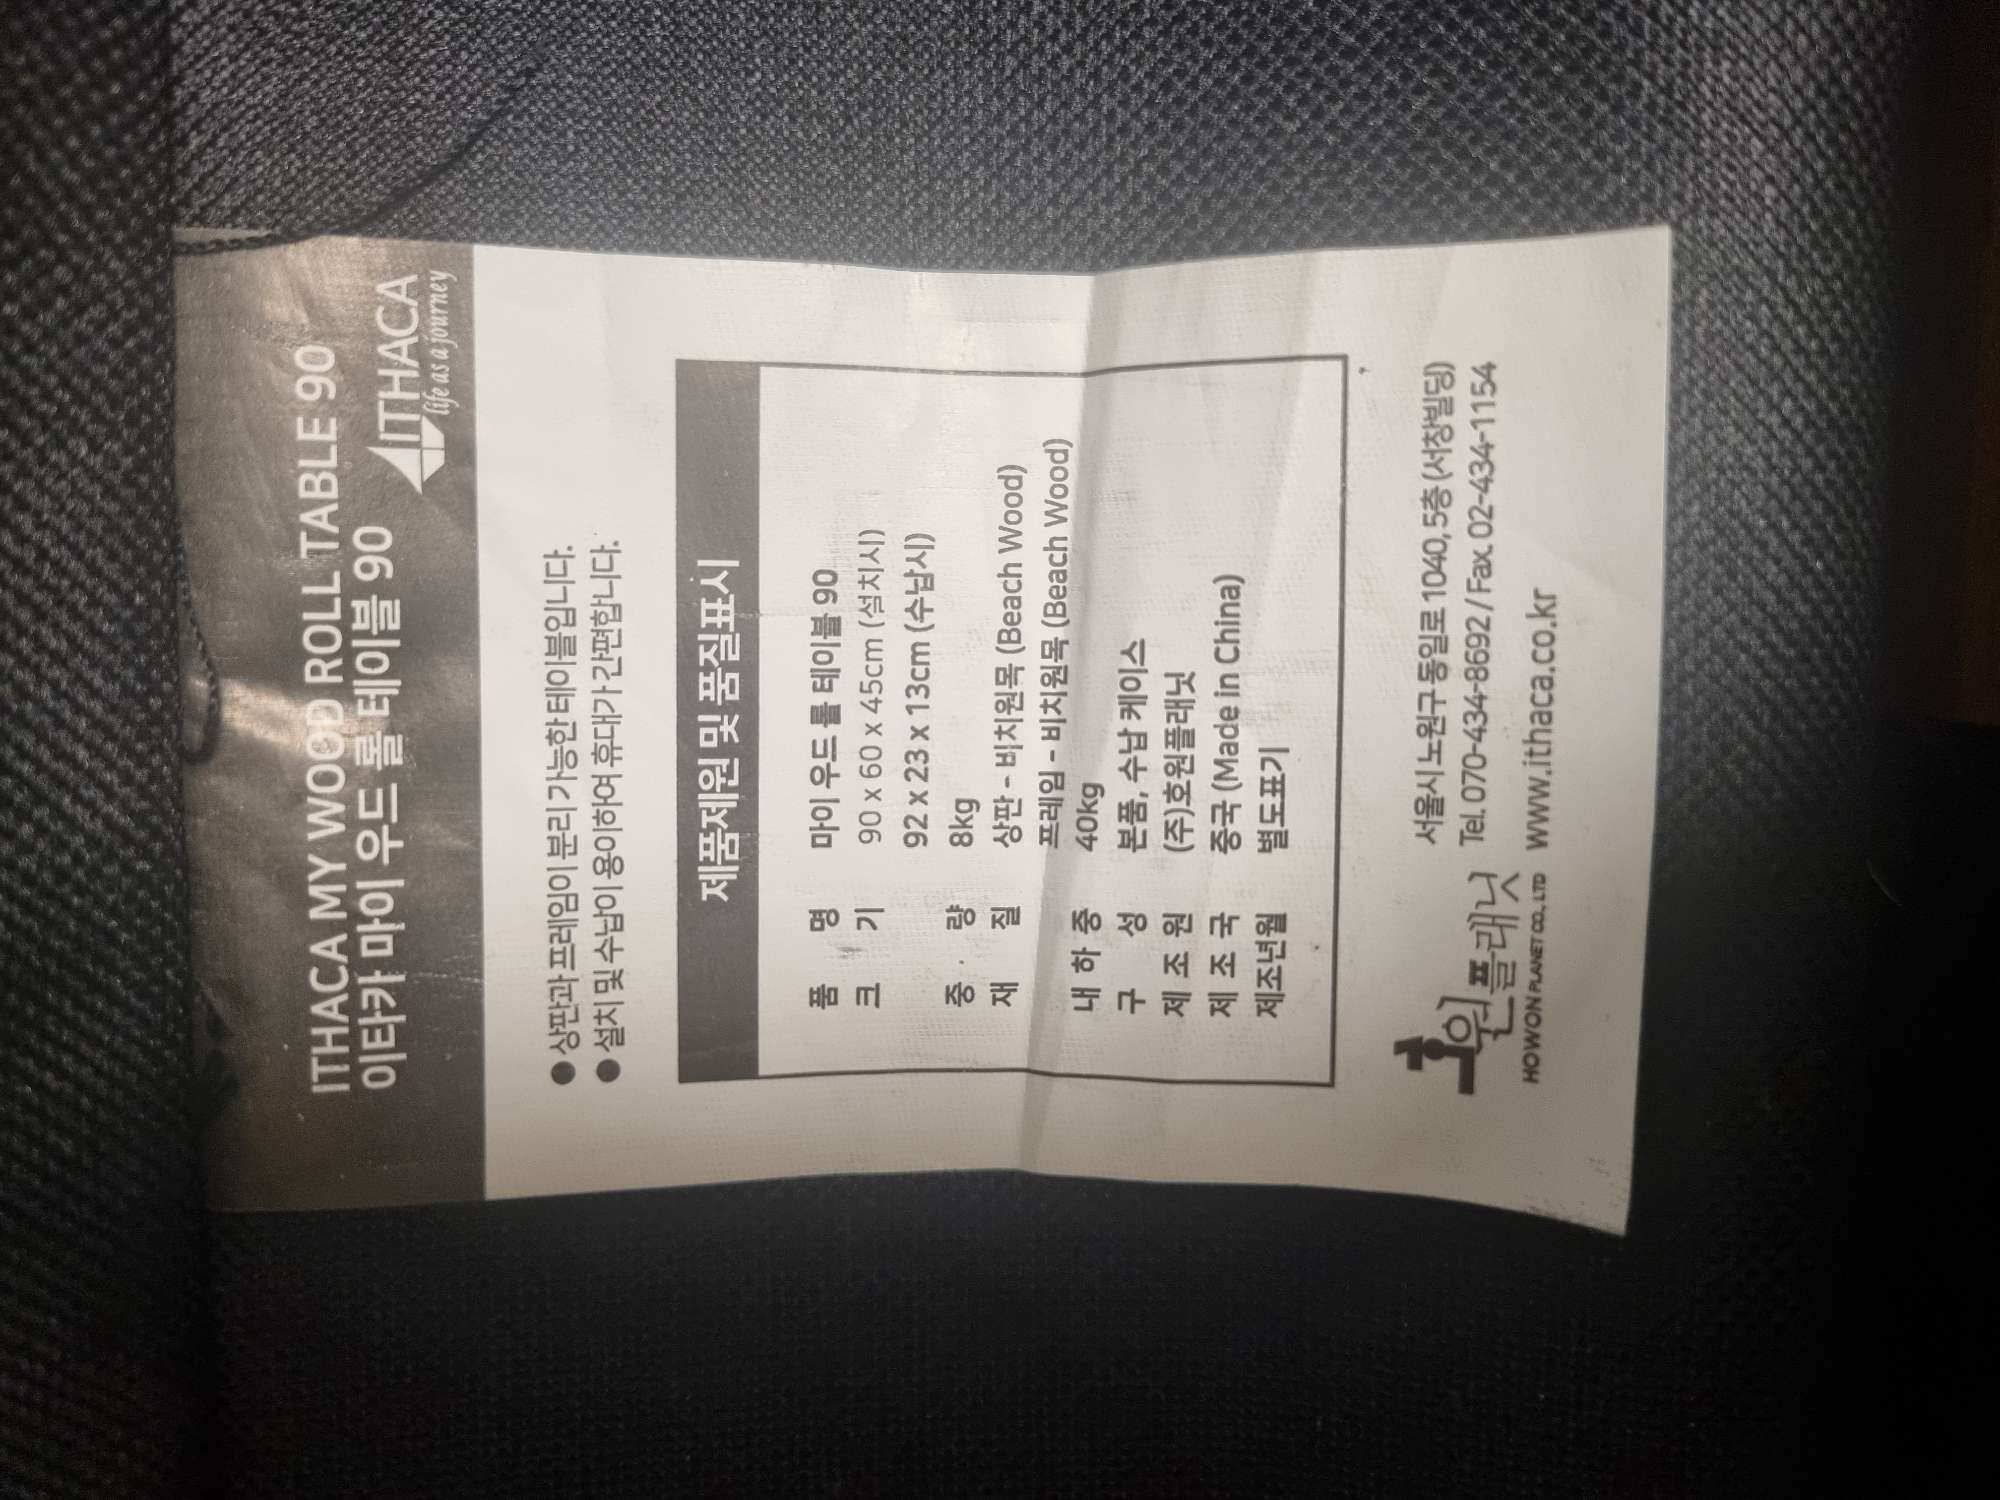 ITHACA MY WOOD ROLL TABLE 90
이타카 마이 우드 롤 테이블 90
ITHACA
life as a journey
● 상판과 프레임이 분리 가능한 테이블입니다.
● 설치 및 수납이 용이하여 휴대가 간편합니다.
제품제원 및 품질표시
품 명 마이 우드 롤 테이블 90
크 기 90 x 60 x 45cm (설치시)
92 x 23 x 13cm (수납시)
중 량 8kg
재 질 상판 - 비치원목 (Beach Wood)
프레임 - 비치원목 (Beach Wood)
내 하 중 40kg
구 성 본품, 수납 케이스
제 조 원 (주)호원플래닛
제 조 국 중국 (Made in China)
제조년월 별도표기
호원플래닛
HOWON PLANET CO., LTD
서울시 노원구 동일로 1040, 5층 (서창빌딩)
Tel. 070-434-8692 / Fax. 02-434-1154
www.ithaca.co.kr